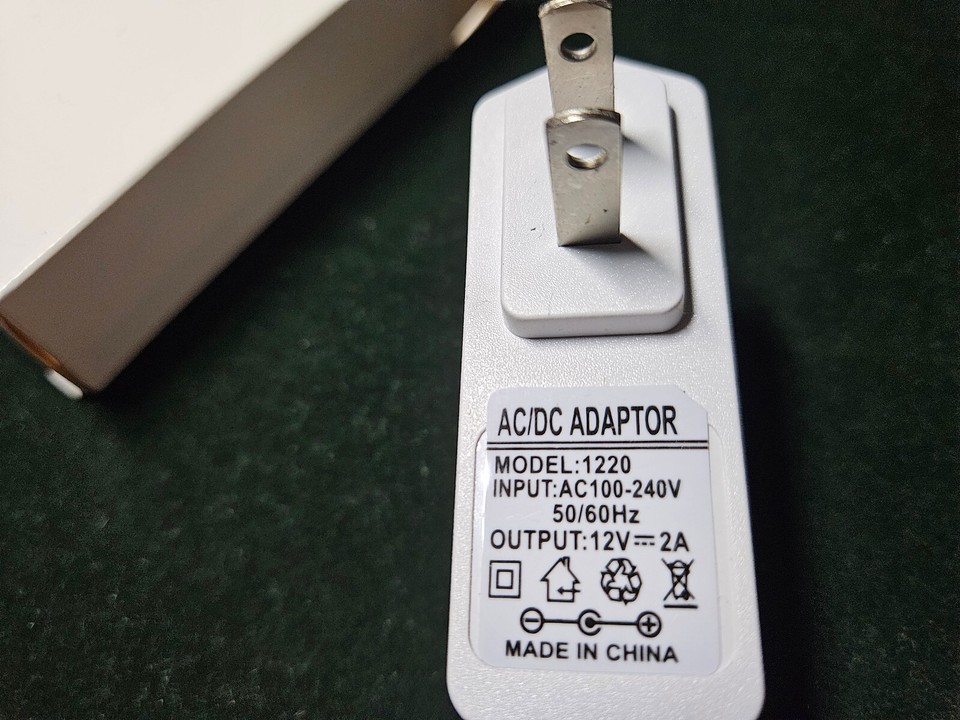 AC/DC ADAPTOR
MODEL:1220
INPUT:AC100-240V
50/60Hz
OUTPUT:12V⎓2A
MADE IN CHINA